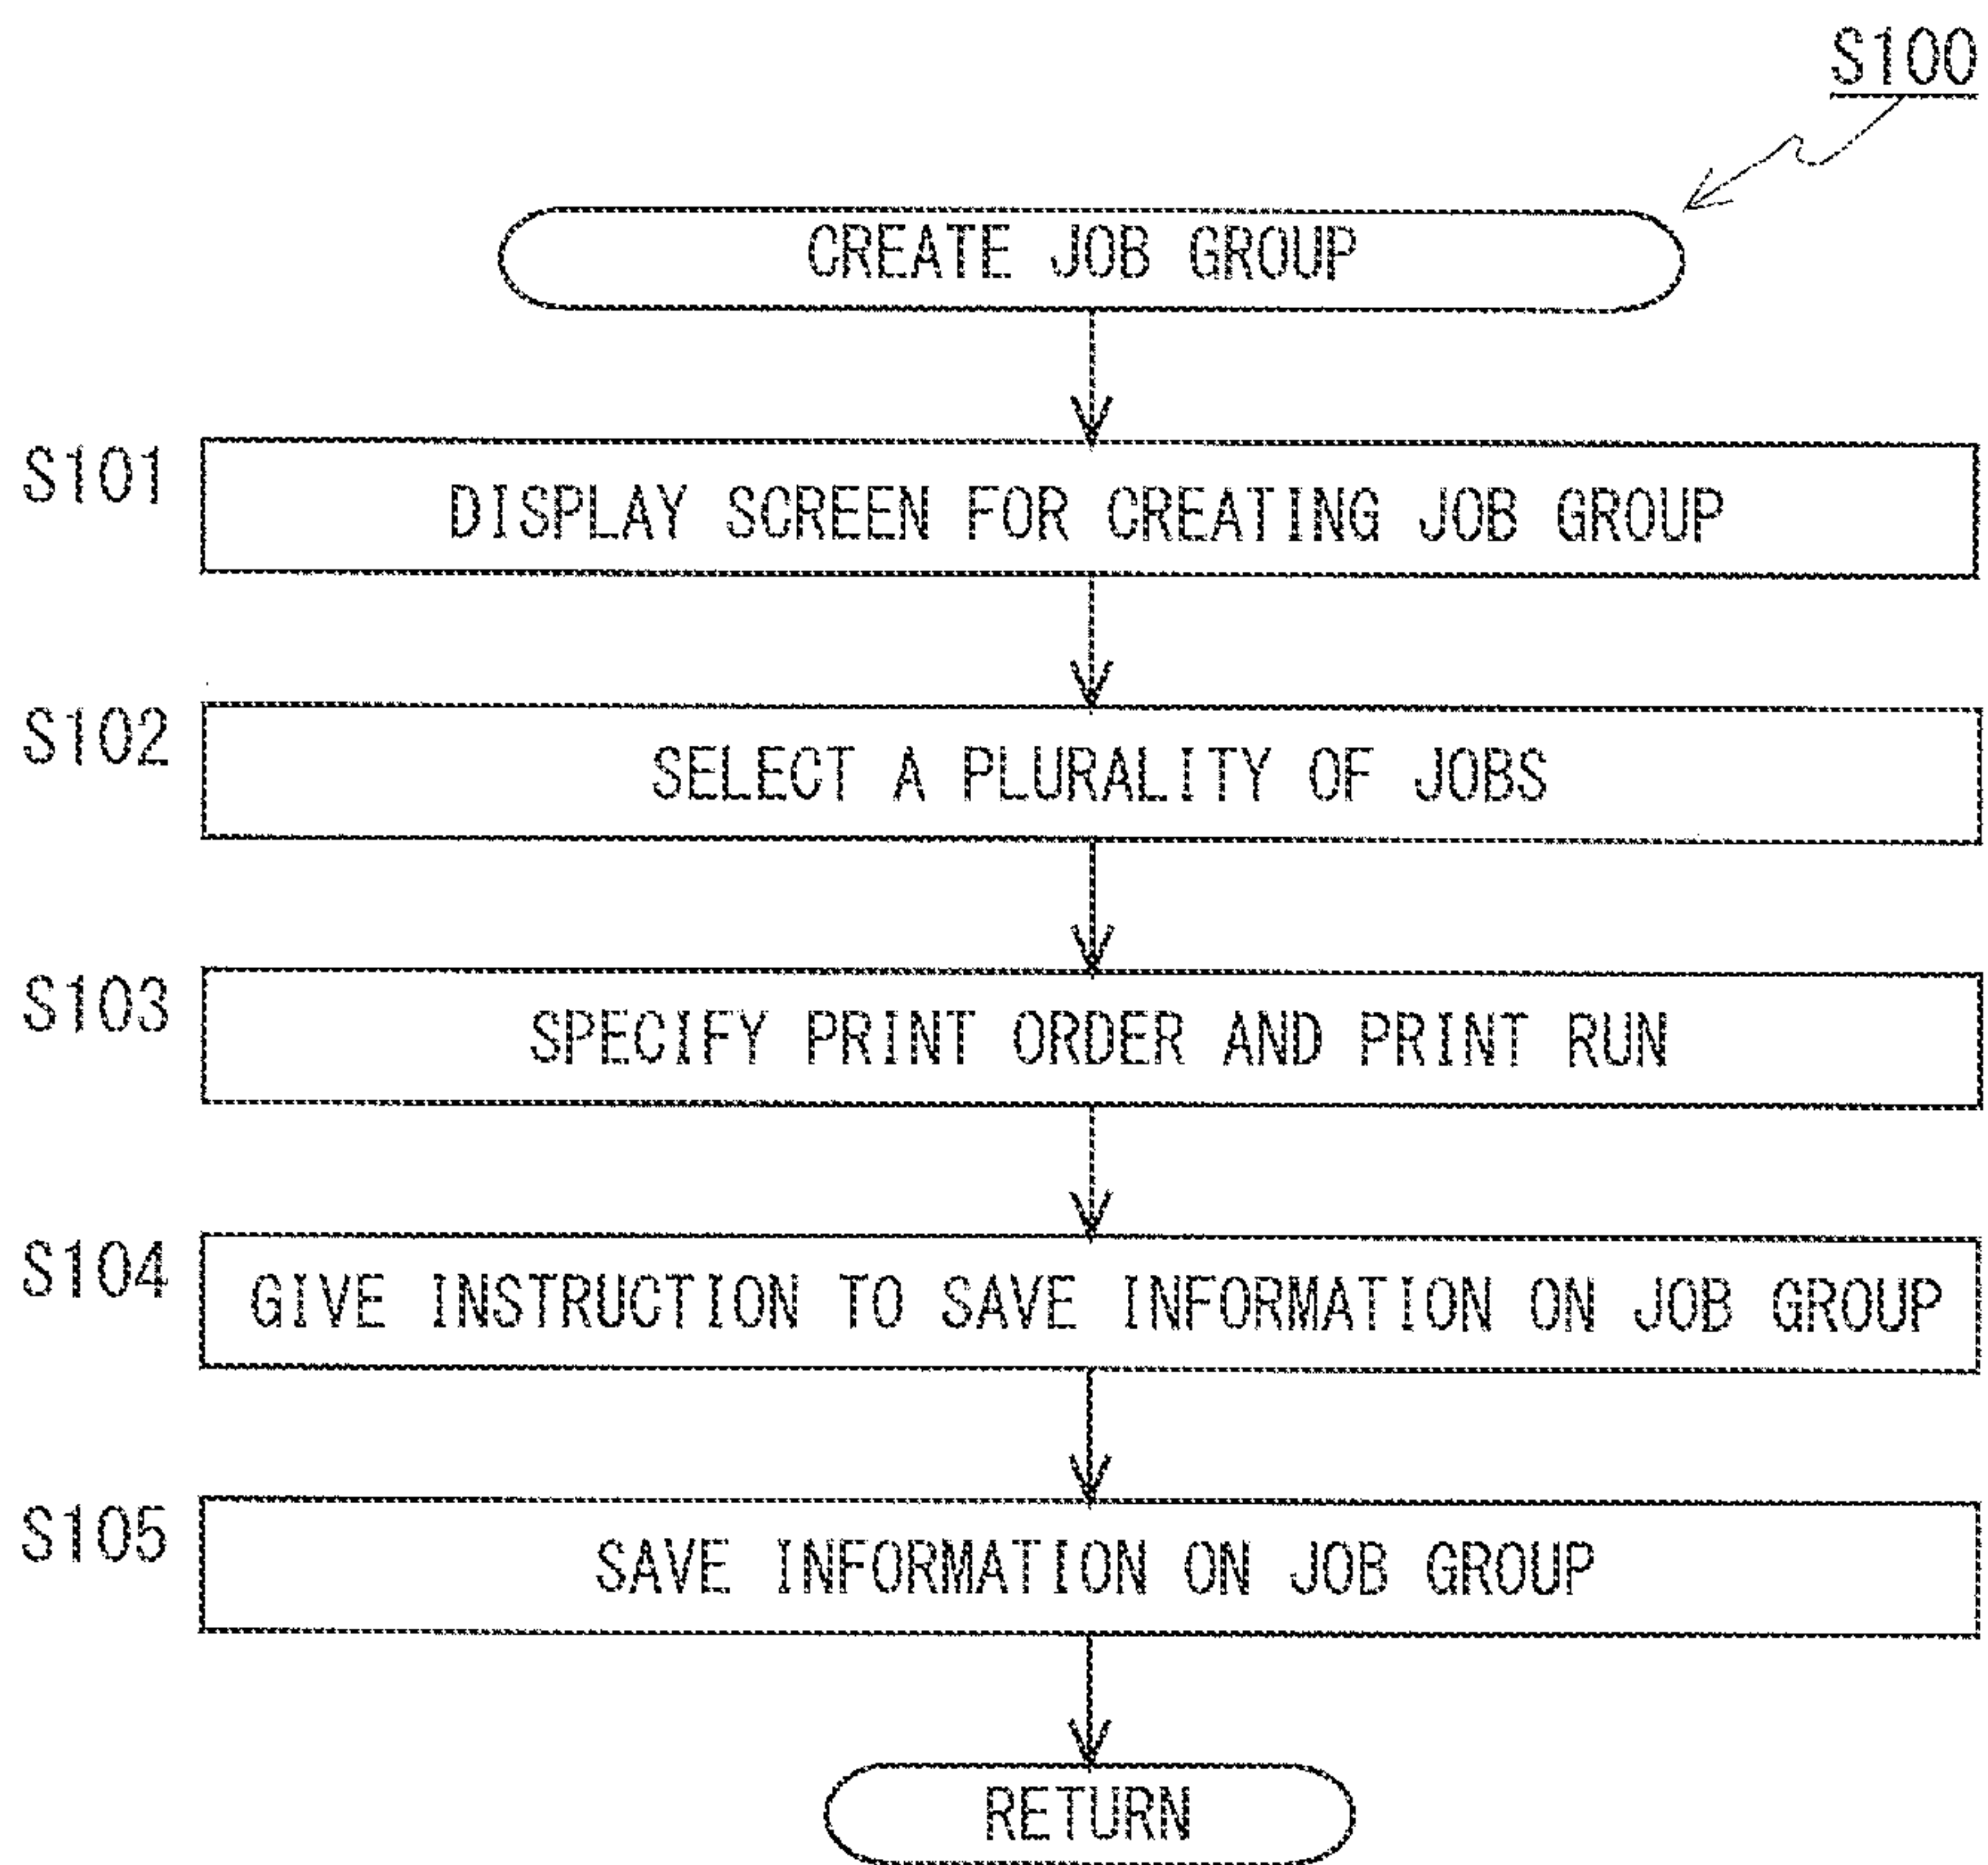 S100
CREATE JOB GROUP
S101
DISPLAY SCREEN FOR CREATING JOB GROUP
S102
SELECT A PLURALITY OF JOBS
S103
SPECIFY PRINT ORDER AND PRINT RUN
S104
GIVE INSTRUCTION TO SAVE INFORMATION ON JOB GROUP
S105
SAVE INFORMATION ON JOB GROUP
RETURN